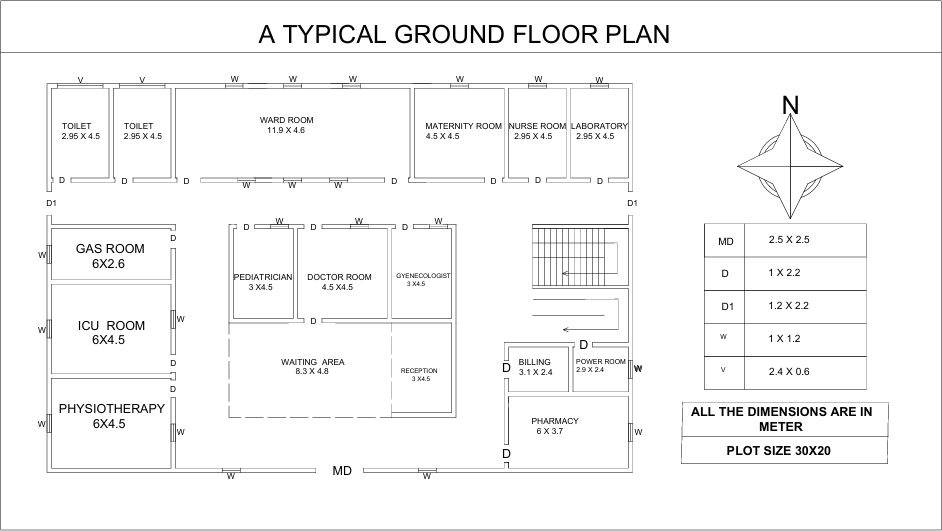 A TYPICAL GROUND FLOOR PLAN
V
V
W
W
W
W
W
W
TOILET
2.95 X 4.5
TOILET
2.95 X 4.5
WARD ROOM
11.9 X 4.6
MATERNITY ROOM
4.5 X 4.5
NURSE ROOM
2.95 X 4.5
LABORATORY
2.95 X 4.5
D
D
D
W
W
W
D
D
D
D
D1
D1
N
D
W
D
W
D
W
D
GAS ROOM
6X2.6
W
PEDIATRICIAN
3 X4.5
DOCTOR ROOM
4.5 X4.5
GYENECOLOGIST
3 X4.5
ICU ROOM
6X4.5
W
W
D
D
D
WAITING AREA
8.3 X 4.8
RECEPTION
3 X4.5
D
D
BILLING
3.1 X 2.4
POWER ROOM
2.9 X 2.4
W
D
PHYSIOTHERAPY
6X4.5
W
W
PHARMACY
6 X 3.7
W
D
W
MD
W
MD 2.5 X 2.5
D 1 X 2.2
D1 1.2 X 2.2
W 1 X 1.2
V 2.4 X 0.6
ALL THE DIMENSIONS ARE IN
METER
PLOT SIZE 30X20